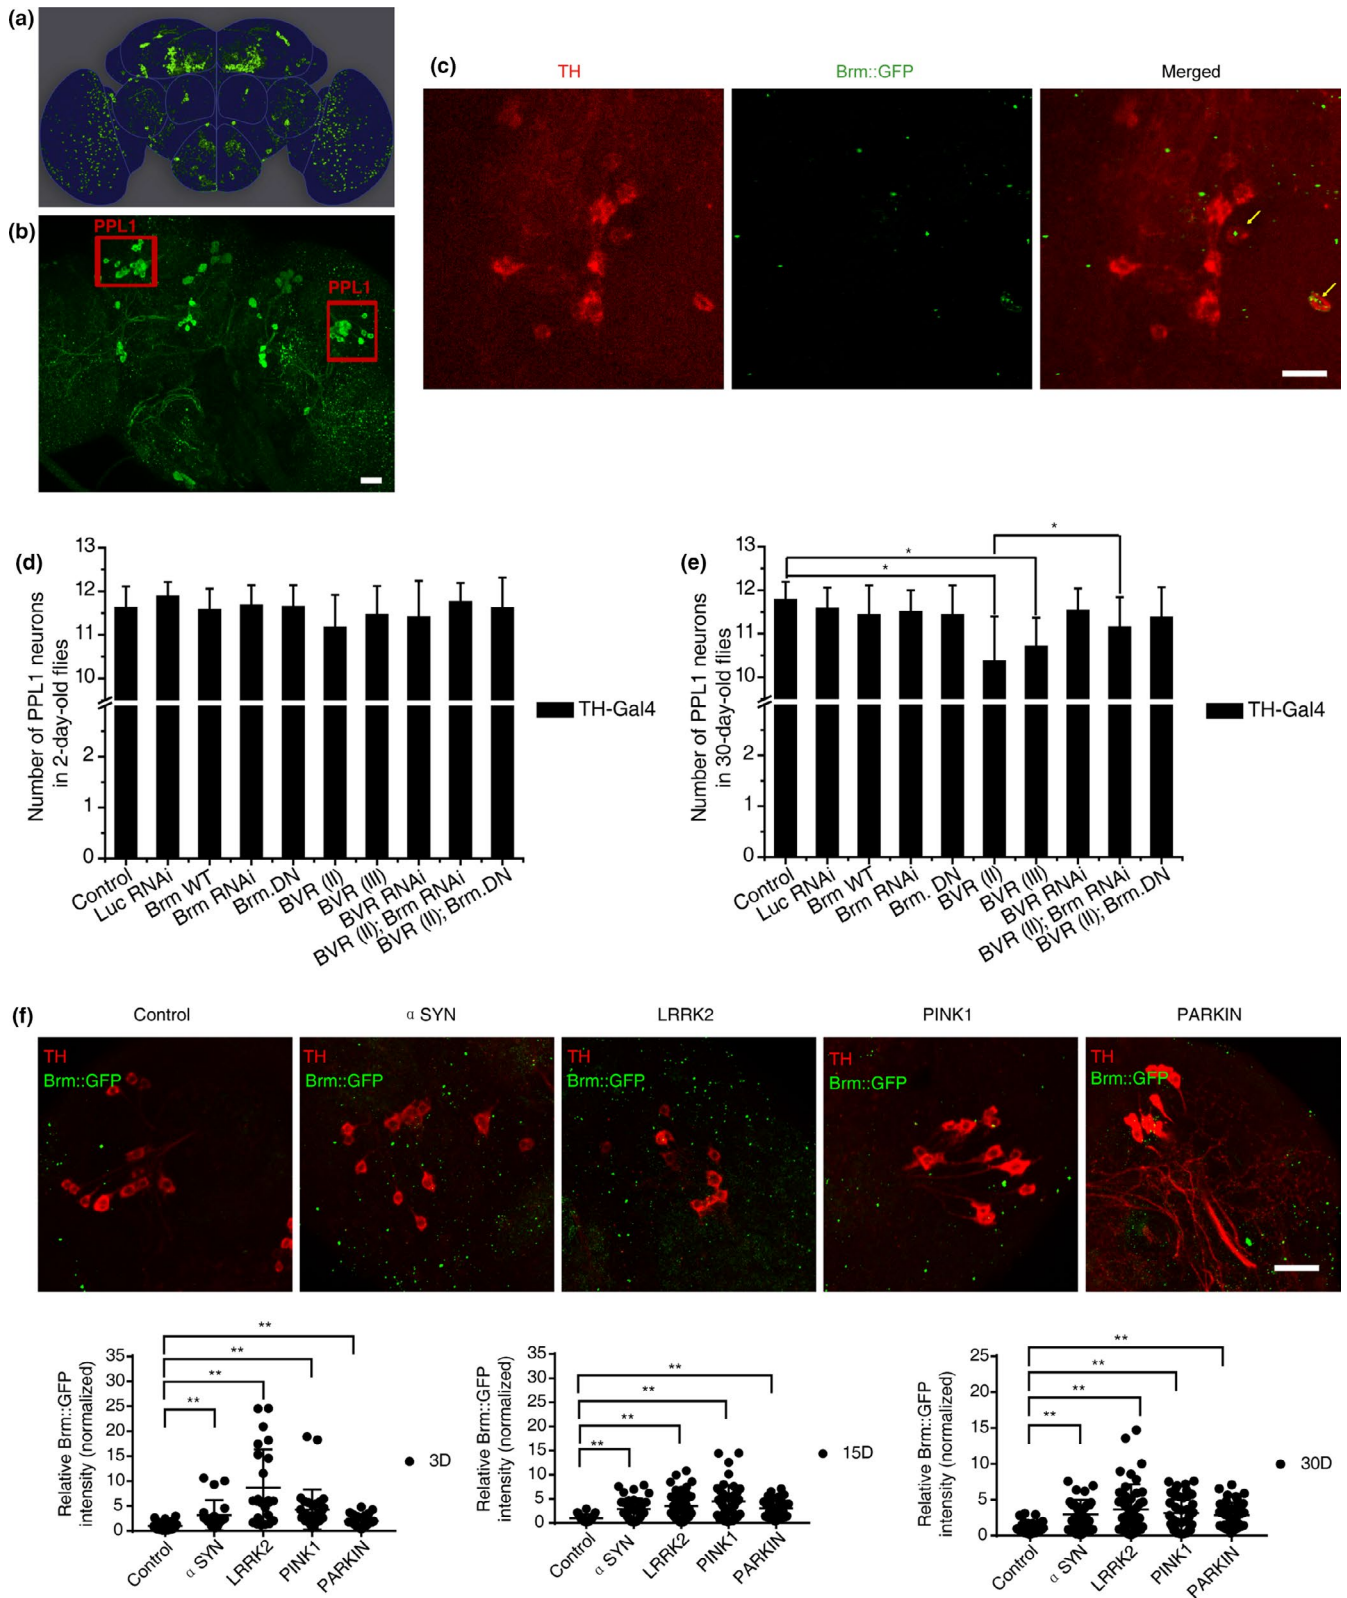 (a)
(b)
PPL1
PPL1
(c)
TH
Brm::GFP
Merged
(d)
Number of PPL1 neurons
in 2-day-old flies
13
12
11
10
2
1
0
Control
Luc RNAi
Brm WT
Brm RNAi
Brm.DN
BVR (II)
BVR (III)
BVR RNAi
BVR (II); Brm RNAi
BVR (II); Brm.DN
TH-Gal4
(e)
Number of PPL1 neurons
in 30-day-old flies
13
12
11
10
2
1
0
*
*
*
Control
Luc RNAi
Brm WT
Brm RNAi
Brm. DN
BVR (II)
BVR (III)
BVR RNAi
BVR (II); Brm RNAi
BVR (II); Brm.DN
TH-Gal4
(f)
Control
α SYN
LRRK2
PINK1
PARKIN
TH
Brm::GFP
TH
Brm::GFP
TH
Brm::GFP
TH
Brm::GFP
TH
Brm::GFP
Relative Brm::GFP
intensity (normalized)
35
30
25
20
15
10
5
0
**
**
**
**
Control
α SYN
LRRK2
PINK1
PARKIN
3D
Relative Brm::GFP
intensity (normalized)
35
30
25
20
15
10
5
0
**
**
**
**
Control
α SYN
LRRK2
PINK1
PARKIN
15D
Relative Brm::GFP
intensity (normalized)
25
20
15
10
5
0
**
**
**
**
Control
α SYN
LRRK2
PINK1
PARKIN
30D